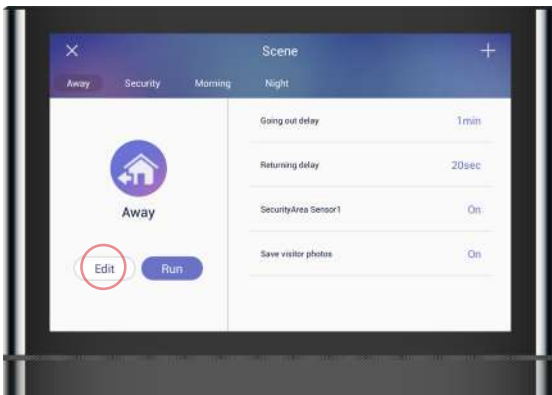 Scene
Away Security Morning Night
Going out delay 1min
Returning delay 20sec
SecurityArea Sensor1 On
Away
Save visitor photos On
Edit Run